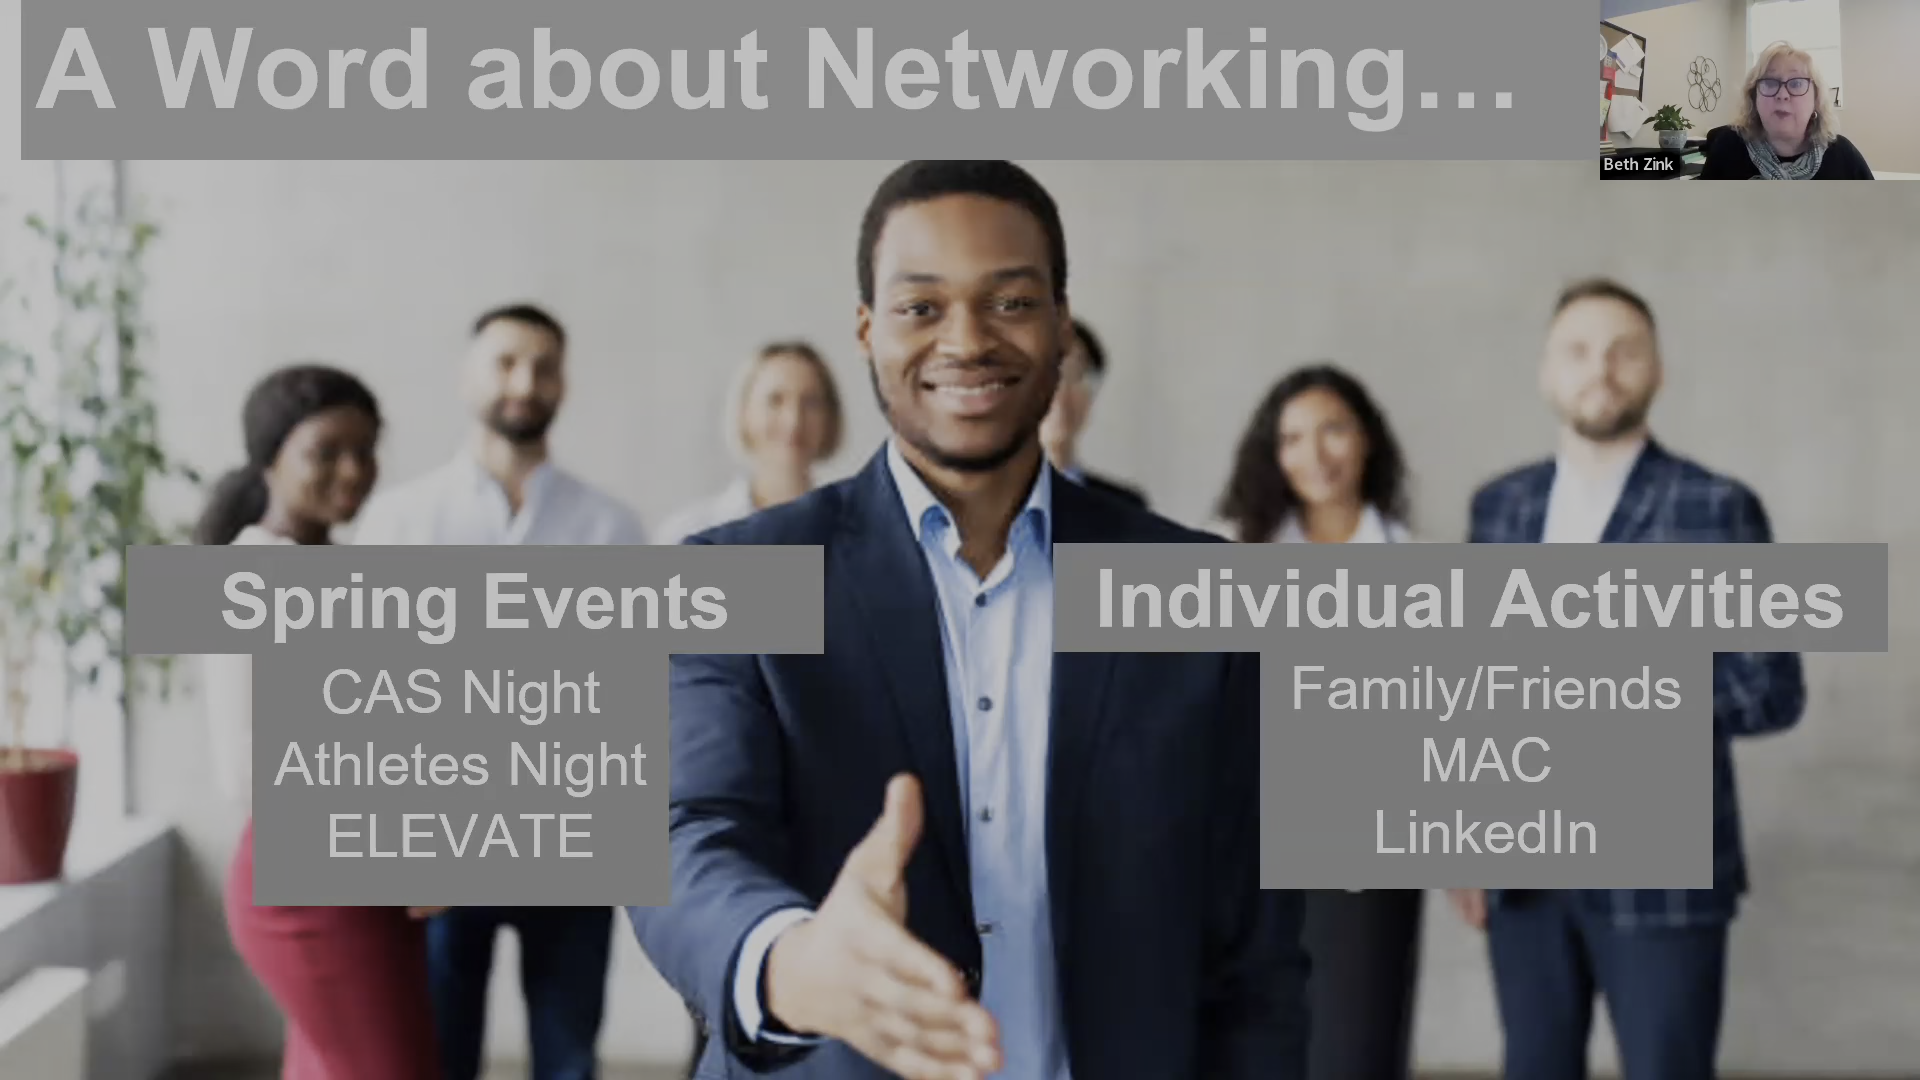 A Word about Networking...
Beth Zink
Spring Events
CAS Night
Athletes Night
ELEVATE
Individual Activities
Family/Friends
MAC
LinkedIn